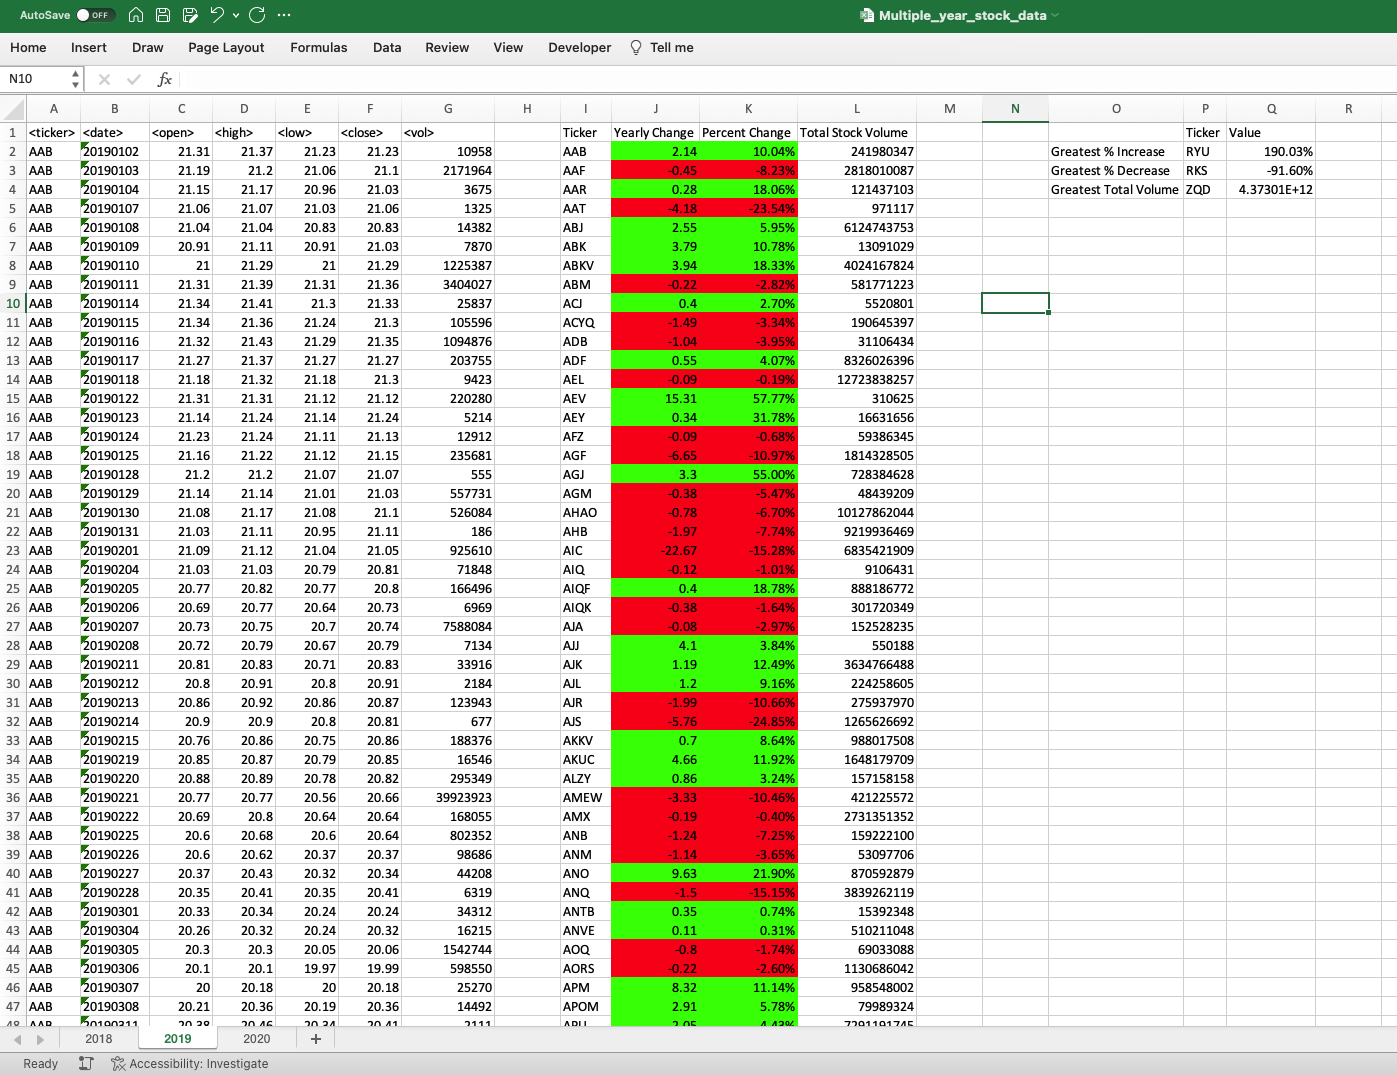 AutoSave OFF Multiple_year_stock_data
Home Insert Draw Page Layout Formulas Data Review View Developer Tell me
N10 fx
A B C D E F G H I J K L M N O P Q R
1 <ticker> <date> <open> <high> <low> <close> <vol> Ticker Yearly Change Percent Change Total Stock Volume Ticker Value
2 AAB 20190102 21.31 21.37 21.23 21.23 10958 AAB 2.14 10.04% 241980347 Greatest % Increase RYU 190.03%
3 AAB 20190103 21.19 21.2 21.06 21.1 2171964 AAF -0.45 -8.23% 2818010087 Greatest % Decrease RKS -91.60%
4 AAB 20190104 21.15 21.17 20.96 21.03 3675 AAR 0.28 18.06% 121437103 Greatest Total Volume ZQD 4.37301E+12
5 AAB 20190107 21.06 21.07 21.03 21.06 1325 AAT -4.18 -23.54% 971117
6 AAB 20190108 21.04 21.04 20.83 20.83 14382 ABJ 2.55 5.95% 6124743753
7 AAB 20190109 20.91 21.11 20.91 21.03 7870 ABK 3.79 10.78% 13091029
8 AAB 20190110 21 21.29 21 21.29 1225387 ABKV 3.94 18.33% 4024167824
9 AAB 20190111 21.31 21.39 21.31 21.36 3404027 ABM -0.22 -2.82% 581771223
10 AAB 20190114 21.34 21.41 21.3 21.33 25837 ACJ 0.4 2.70% 5520801
11 AAB 20190115 21.34 21.36 21.24 21.3 105596 ACYQ -1.49 -3.34% 190645397
12 AAB 20190116 21.32 21.43 21.29 21.35 1094876 ADB -1.04 -3.95% 31106434
13 AAB 20190117 21.27 21.37 21.27 21.27 203755 ADF 0.55 4.07% 8326026396
14 AAB 20190118 21.18 21.32 21.18 21.3 9423 AEL -0.09 -0.19% 12723838257
15 AAB 20190122 21.31 21.31 21.12 21.12 220280 AEV 15.31 57.77% 310625
16 AAB 20190123 21.14 21.24 21.14 21.24 5214 AEY 0.34 31.78% 16631656
17 AAB 20190124 21.23 21.24 21.11 21.13 12912 AFZ -0.09 -0.68% 59386345
18 AAB 20190125 21.16 21.22 21.12 21.15 235681 AGF -6.65 -10.97% 1814328505
19 AAB 20190128 21.2 21.2 21.07 21.07 555 AGJ 3.3 55.00% 728384628
20 AAB 20190129 21.14 21.14 21.01 21.03 557731 AGM -0.38 -5.47% 48439209
21 AAB 20190130 21.08 21.17 21.08 21.1 526084 AHAO -0.78 -6.70% 10127862044
22 AAB 20190131 21.03 21.11 20.95 21.11 186 AHB -1.97 -7.74% 9219936469
23 AAB 20190201 21.09 21.12 21.04 21.05 925610 AIC -22.67 -15.28% 6835421909
24 AAB 20190204 21.03 21.03 20.79 20.81 71848 AIQ -0.12 -1.01% 9106431
25 AAB 20190205 20.77 20.82 20.77 20.8 166496 AIQF 0.4 18.78% 888186772
26 AAB 20190206 20.69 20.77 20.64 20.73 6969 AIQK -0.38 -1.64% 301720349
27 AAB 20190207 20.73 20.75 20.7 20.74 7588084 AJA -0.08 -2.97% 152528235
28 AAB 20190208 20.72 20.79 20.67 20.79 7134 AJJ 4.1 3.84% 550188
29 AAB 20190211 20.81 20.83 20.71 20.83 33916 AJK 1.19 12.49% 3634766488
30 AAB 20190212 20.8 20.91 20.8 20.91 2184 AJL 1.2 9.16% 224258605
31 AAB 20190213 20.86 20.92 20.86 20.87 123943 AJR -1.99 -10.66% 275937970
32 AAB 20190214 20.9 20.9 20.8 20.81 677 AJS -5.76 -24.85% 1265626692
33 AAB 20190215 20.76 20.86 20.75 20.86 188376 AKKV 0.7 8.64% 988017508
34 AAB 20190219 20.85 20.87 20.79 20.85 16546 AKUC 4.66 11.92% 1648179709
35 AAB 20190220 20.88 20.89 20.78 20.82 295349 ALZY 0.86 3.24% 157158158
36 AAB 20190221 20.77 20.77 20.56 20.66 39923923 AMEW -3.33 -10.46% 421225572
37 AAB 20190222 20.69 20.8 20.64 20.64 168055 AMX -0.19 -0.40% 2731351352
38 AAB 20190225 20.6 20.68 20.6 20.64 802352 ANB -1.24 -7.25% 159222100
39 AAB 20190226 20.6 20.62 20.37 20.37 98686 ANM -1.14 -3.65% 53097706
40 AAB 20190227 20.37 20.43 20.32 20.34 44208 ANO 9.63 21.90% 870592879
41 AAB 20190228 20.35 20.41 20.35 20.41 6319 ANQ -1.5 -15.15% 3839262119
42 AAB 20190301 20.33 20.34 20.24 20.24 34312 ANTB 0.35 0.74% 15392348
43 AAB 20190304 20.26 20.32 20.24 20.32 16215 ANVE 0.11 0.31% 510211048
44 AAB 20190305 20.3 20.3 20.05 20.06 1542744 AOQ -0.8 -1.74% 69033088
45 AAB 20190306 20.1 20.1 19.97 19.99 598550 AORS -0.22 -2.60% 1130686042
46 AAB 20190307 20 20.18 20 20.18 25270 APM 8.32 11.14% 958548002
47 AAB 20190308 20.21 20.36 20.19 20.36 14492 APOM 2.91 5.78% 79989324
48 AAB 20190311
2018 2019 2020 +
Ready Accessibility: Investigate